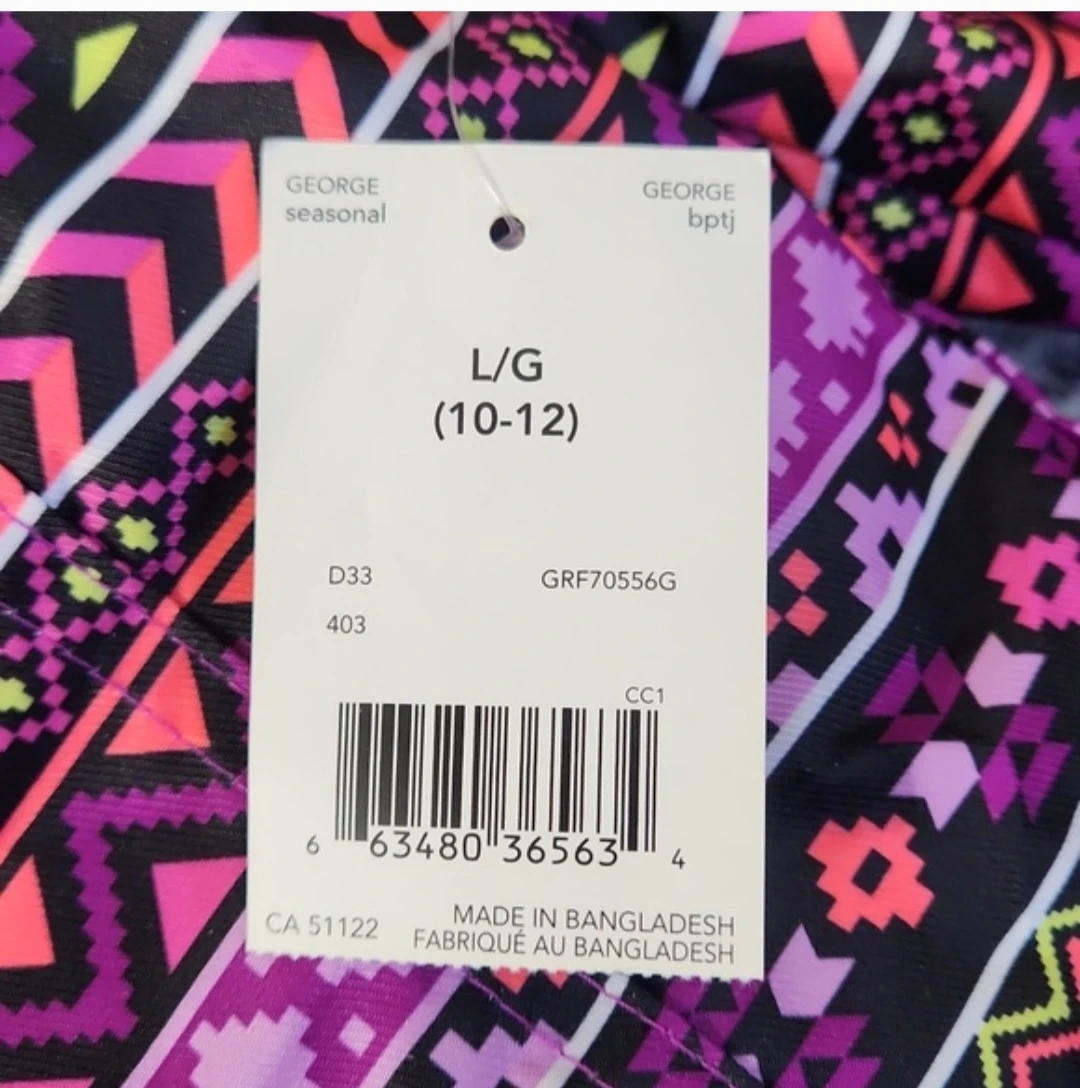 GEORGE
seasonal
GEORGE
bptj
L/G
(10-12)
D33
GRF70556G
403
CC1
6 63480 36563 4
CA 51122
MADE IN BANGLADESH
FABRIQUÉ AU BANGLADESH